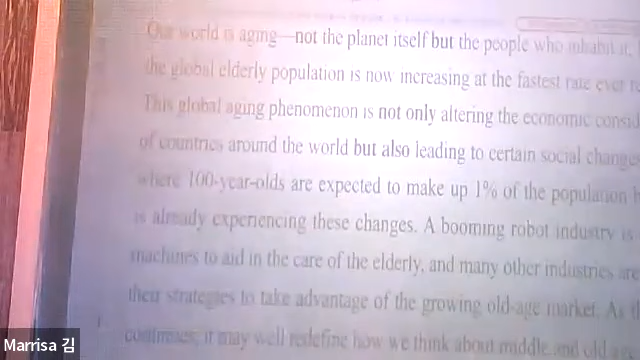 Our world is aging—not the planet itself but the people who inhabit it.
the global elderly population is now increasing at the fastest rate ever
This global aging phenomenon is not only altering the economic
of countries around the world but also leading to certain social changes
where 100-year-olds are expected to make up 1% of the population
is already experiencing these changes. A booming robot industry is
machines to aid in the care of the elderly, and many other industries are
their strategies to take advantage of the growing old-age market. As
continues, it may well redefine how we think about middle and old
Marrisa 김